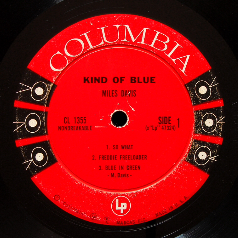 COLUMBIA
KIND OF BLUE
MILES DAVIS
CL 1355
SIDE 1
1. SO WHAT
2. FREDDIE FREELOADER
3. BLUE IN GREEN
LP